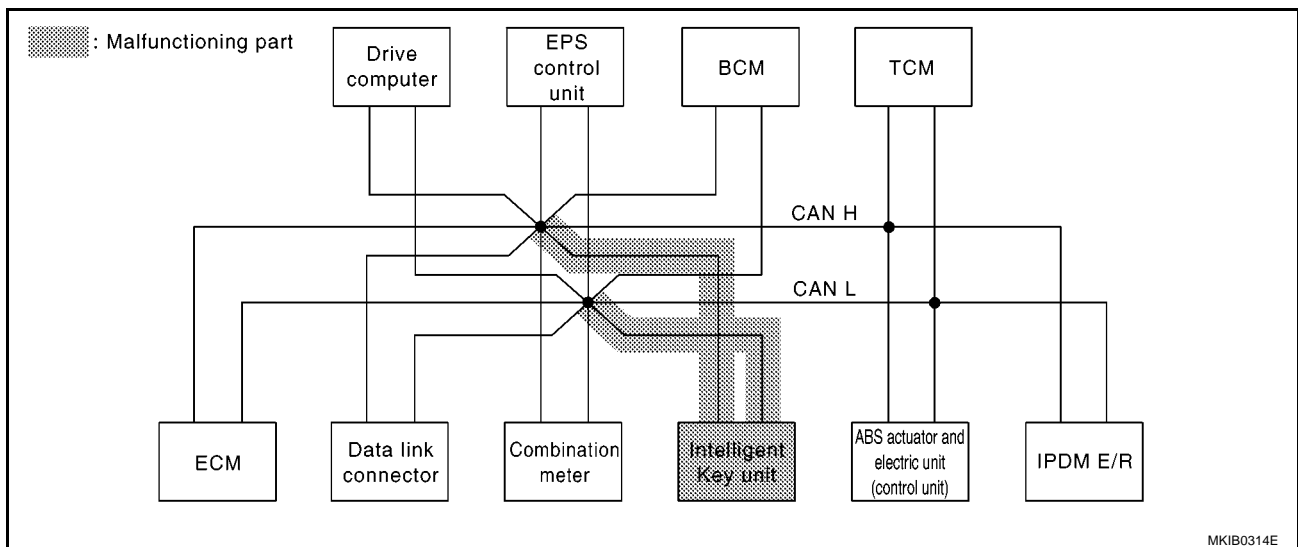 : Malfunctioning part
Drive
computer
EPS
control
unit
BCM
TCM
CAN H
CAN L
ECM
Data link
connector
Combination
meter
Intelligent
Key unit
ABS actuator and
electric unit
(control unit)
IPDM E/R
MKIB0314E